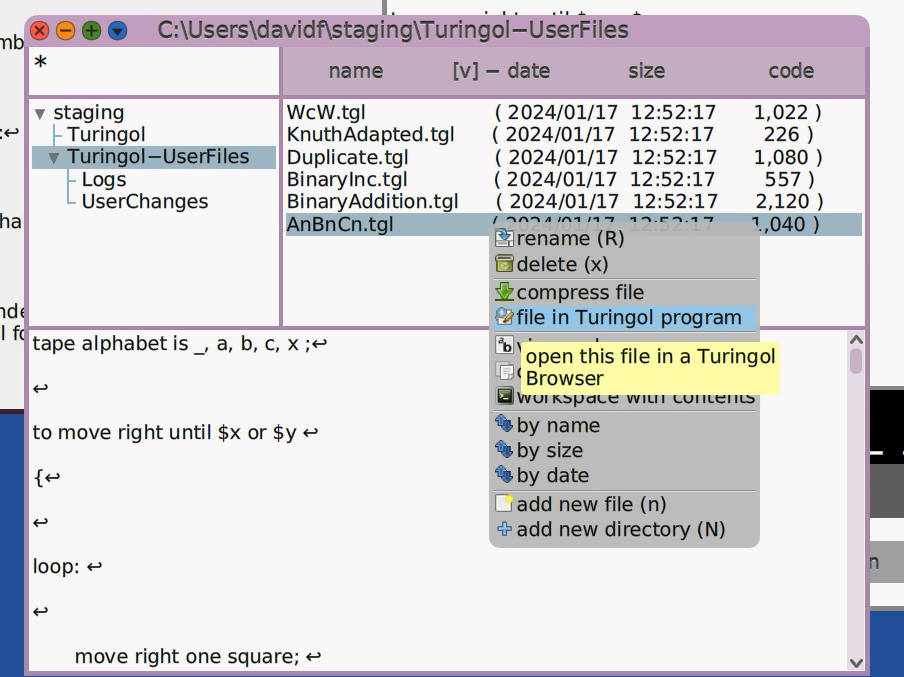 C:\Users\davidf\staging\Turingol−UserFiles
*
name [v] − date size code
staging
Turingol
Turingol−UserFiles
Logs
UserChanges
WcW.tgl ( 2024/01/17 12:52:17 1,022 )
KnuthAdapted.tgl ( 2024/01/17 12:52:17 226 )
Duplicate.tgl ( 2024/01/17 12:52:17 1,080 )
BinaryInc.tgl ( 2024/01/17 12:52:17 557 )
BinaryAddition.tgl ( 2024/01/17 12:52:17 2,120 )
AnBnCn.tgl ( 2024/01/17 12:52:17 1,040 )
rename (R)
delete (x)
compress file
file in Turingol program
open this file in a Turingol
Browser
workspace with contents
by name
by size
by date
add new file (n)
add new directory (N)
tape alphabet is _, a, b, c, x ;↩
↩
to move right until $x or $y ↩
{↩
↩
loop: ↩
↩
move right one square; ↩